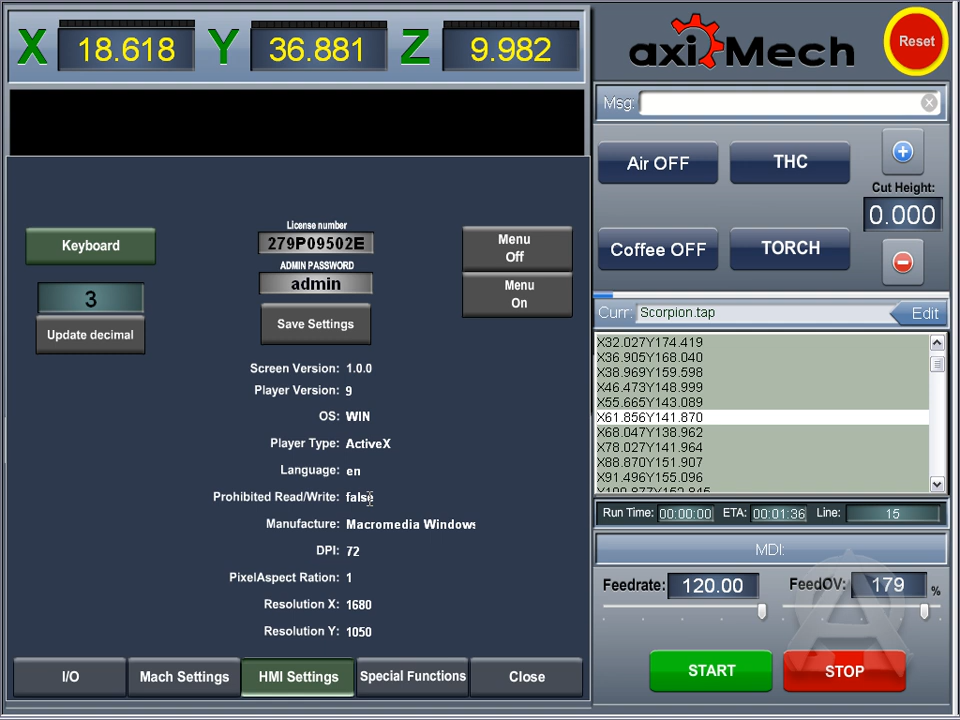 X 18.618 Y 36.881 Z 9.982
axiMech
Reset
Msg:
Air OFF
THC
Cut Height:
0.000
Coffee OFF
TORCH
Curr: Scorpion.tap
Edit
X32.027Y174.419
X36.905Y168.040
X38.969Y159.598
X46.473Y148.999
X55.665Y143.089
X61.856Y141.870
X68.047Y138.962
X78.027Y141.964
X88.870Y151.907
X91.496Y155.096
Run Time: 00:00:00 ETA: 00:01:36 Line: 15
MDI:
Feedrate: 120.00 FeedOV: 179 %
START
STOP
Keyboard
3
Update decimal
License number
279P09502E
ADMIN PASSWORD
admin
Save Settings
Menu
Off
Menu
On
Screen Version: 1.0.0
Player Version: 9
OS: WIN
Player Type: ActiveX
Language: en
Prohibited Read/Write: false
Manufacture: Macromedia Windows
DPI: 72
PixelAspect Ration: 1
Resolution X: 1680
Resolution Y: 1050
I/O
Mach Settings
HMI Settings
Special Functions
Close